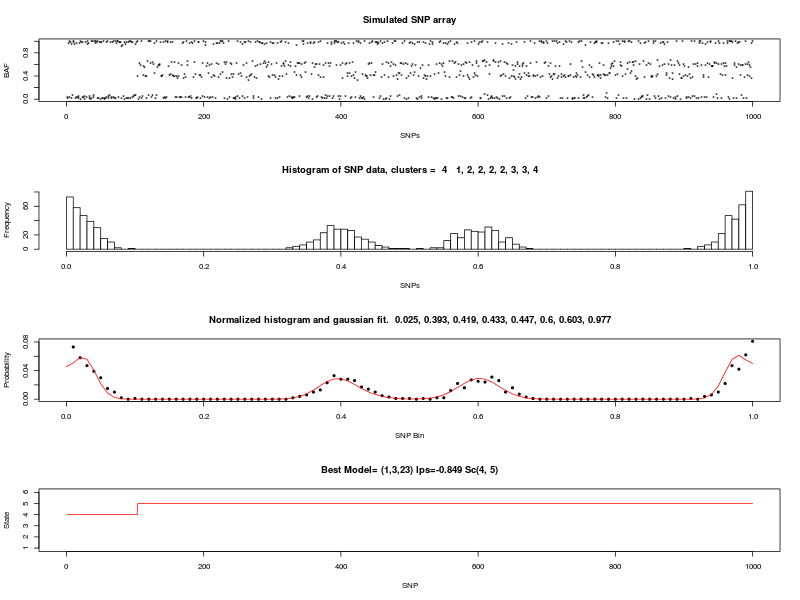 Simulated SNP array
BAF
0.0 0.4 0.8
0 200 400 600 800 1000
SNPs
Histogram of SNP data, clusters = 4 1, 2, 2, 2, 2, 3, 3, 4
Frequency
0 20 60
0.0 0.2 0.4 0.6 0.8 1.0
SNPs
Normalized histogram and gaussian fit. 0.025, 0.393, 0.419, 0.433, 0.447, 0.6, 0.603, 0.977
Probability
0.00 0.04 0.08
0.0 0.2 0.4 0.6 0.8 1.0
SNP Bin
Best Model= (1,3,23) lps=-0.849 Sc(4, 5)
State
1 2 3 4 5 6
0 200 400 600 800 1000
SNP